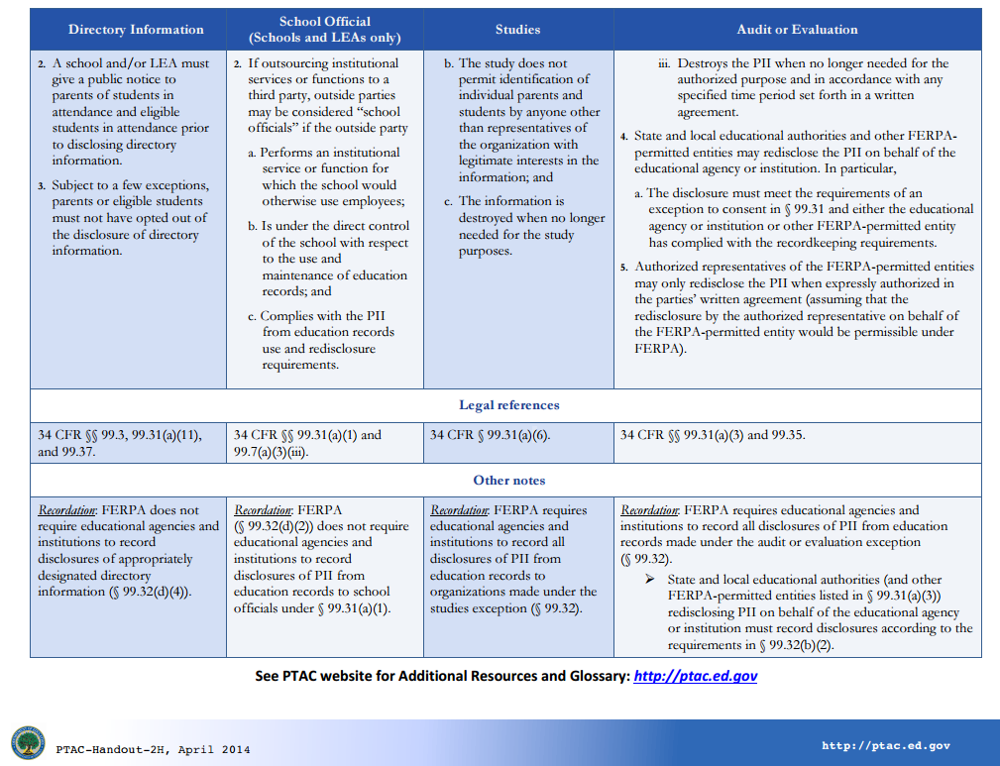 Directory Information
School Official
(Schools and LEAs only)
Studies
Audit or Evaluation
2. A school and/or LEA must
give a public notice to
parents of students in
attendance and eligible
students in attendance prior
to disclosing directory
information.
3. Subject to a few exceptions,
parents or eligible students
must not have opted out of
the disclosure of directory
information.
2. If outsourcing institutional
services or functions to a
third party, outside parties
may be considered “school
officials” if the outside party
a. Performs an institutional
service or function for
which the school would
otherwise use employees;
b. Is under the direct control
of the school with respect
to the use and
maintenance of education
records; and
c. Complies with the PII
from education records
use and redisclosure
requirements.
b. The study does not
permit identification of
individual parents and
students by anyone other
than representatives of
the organization with
legitimate interests in the
information; and
c. The information is
destroyed when no longer
needed for the study
purposes.
iii. Destroys the PII when no longer needed for the
authorized purpose and in accordance with any
specified time period set forth in a written
agreement.
4. State and local educational authorities and other FERPA-
permitted entities may redisclose the PII on behalf of the
educational agency or institution. In particular,
a. The disclosure must meet the requirements of an
exception to consent in § 99.31 and either the educational
agency or institution or other FERPA-permitted entity
has complied with the recordkeeping requirements.
5. Authorized representatives of the FERPA-permitted entities
may only redisclose the PII when expressly authorized in
the parties’ written agreement (assuming that the
redisclosure by the authorized representative on behalf of
the FERPA-permitted entity would be permissible under
FERPA).
Legal references
34 CFR §§ 99.3, 99.31(a)(11),
and 99.37.
34 CFR §§ 99.31(a)(1) and
99.7(a)(3)(iii).
34 CFR § 99.31(a)(6).
34 CFR §§ 99.31(a)(3) and 99.35.
Other notes
Recordation: FERPA does not
require educational agencies and
institutions to record
disclosures of appropriately
designated directory
information (§ 99.32(d)(4)).
Recordation: FERPA
(§ 99.32(d)(2)) does not require
educational agencies and
institutions to record
disclosures of PII from
education records to school
officials under § 99.31(a)(1).
Recordation: FERPA requires
educational agencies and
institutions to record all
disclosures of PII from
education records to
organizations made under the
studies exception (§ 99.32).
Recordation: FERPA requires educational agencies and
institutions to record all disclosures of PII from education
records made under the audit or evaluation exception
(§ 99.32).
➢ State and local educational authorities (and other
FERPA-permitted entities listed in § 99.31(a)(3))
redisclosing PII on behalf of the educational agency
or institution must record disclosures according to the
requirements in § 99.32(b)(2).
See PTAC website for Additional Resources and Glossary: http://ptac.ed.gov
PTAC-Handout-2H, April 2014
http://ptac.ed.gov